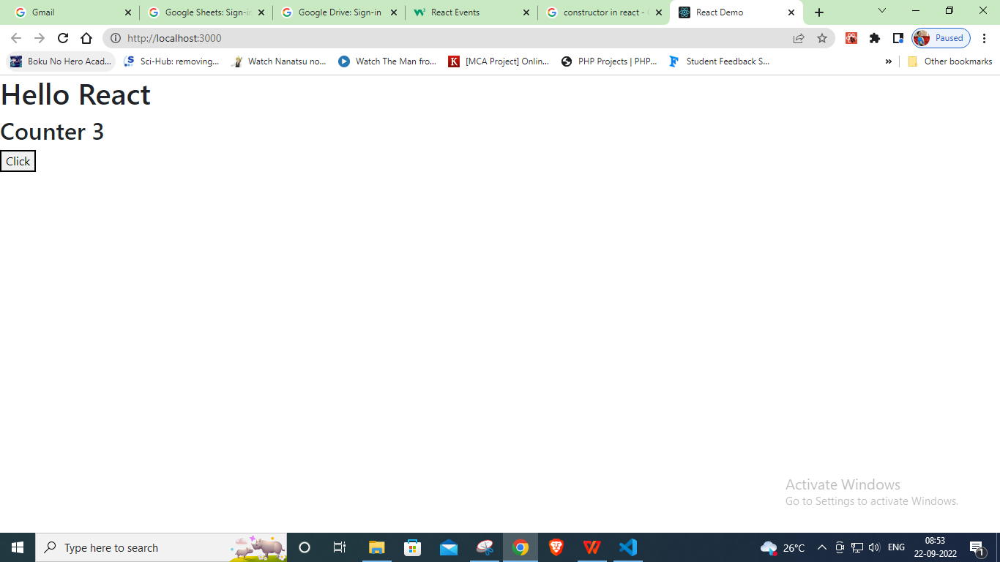 Gmail
Google Sheets: Sign-in
Google Drive: Sign-in
React Events
constructor in react -
React Demo
http://localhost:3000
Paused
Boku No Hero Acad...
Sci-Hub: removing...
Watch Nanatsu no...
Watch The Man fro...
K
[MCA Project] Onlin...
PHP Projects | PHP...
Student Feedback S...
»
Other bookmarks
Hello React
Counter 3
Click
Activate Windows
Go to Settings to activate Windows.
Type here to search
26°C
ENG
08:53
22-09-2022
1